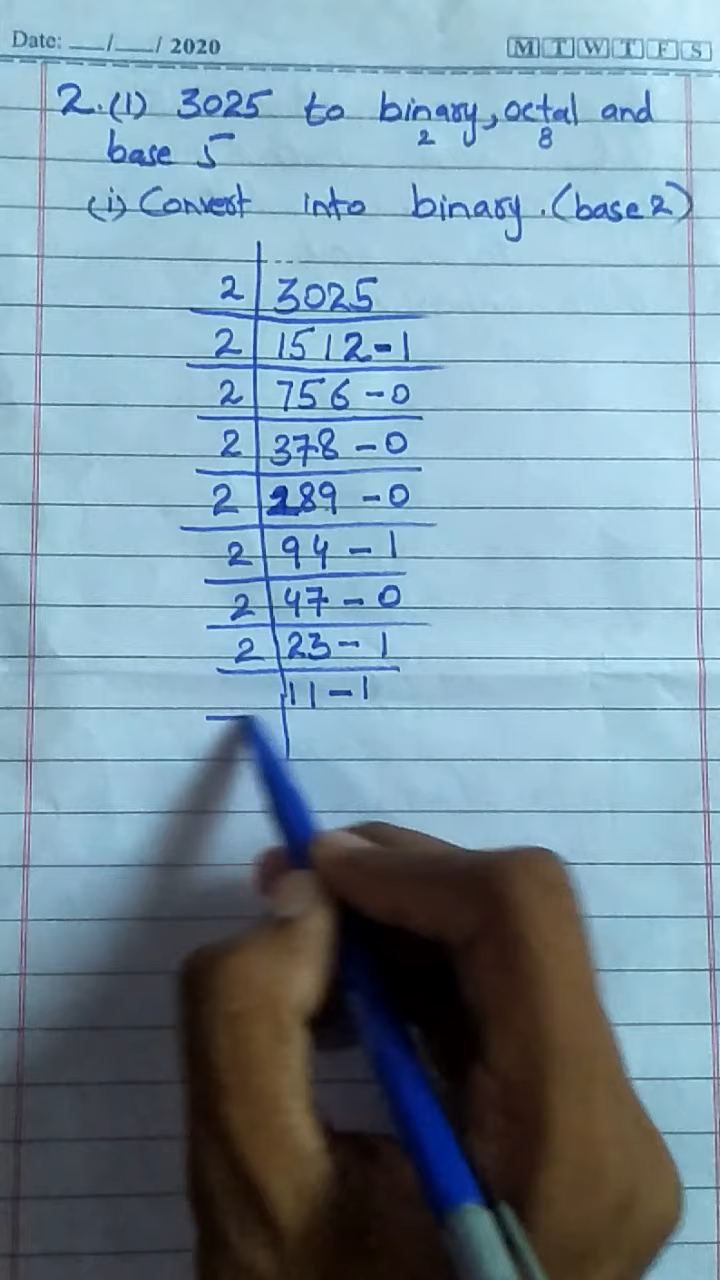 Date: __/__/ 2020 M T W T F S
2.(1) 3025 to binary, octal and
2 8
base 5
(i) Convert into binary. (base 2)
2 3025
2 1512-1
2 756-0
2 378-0
2 189-0
2 94-1
2 47-0
2 23-1
11-1